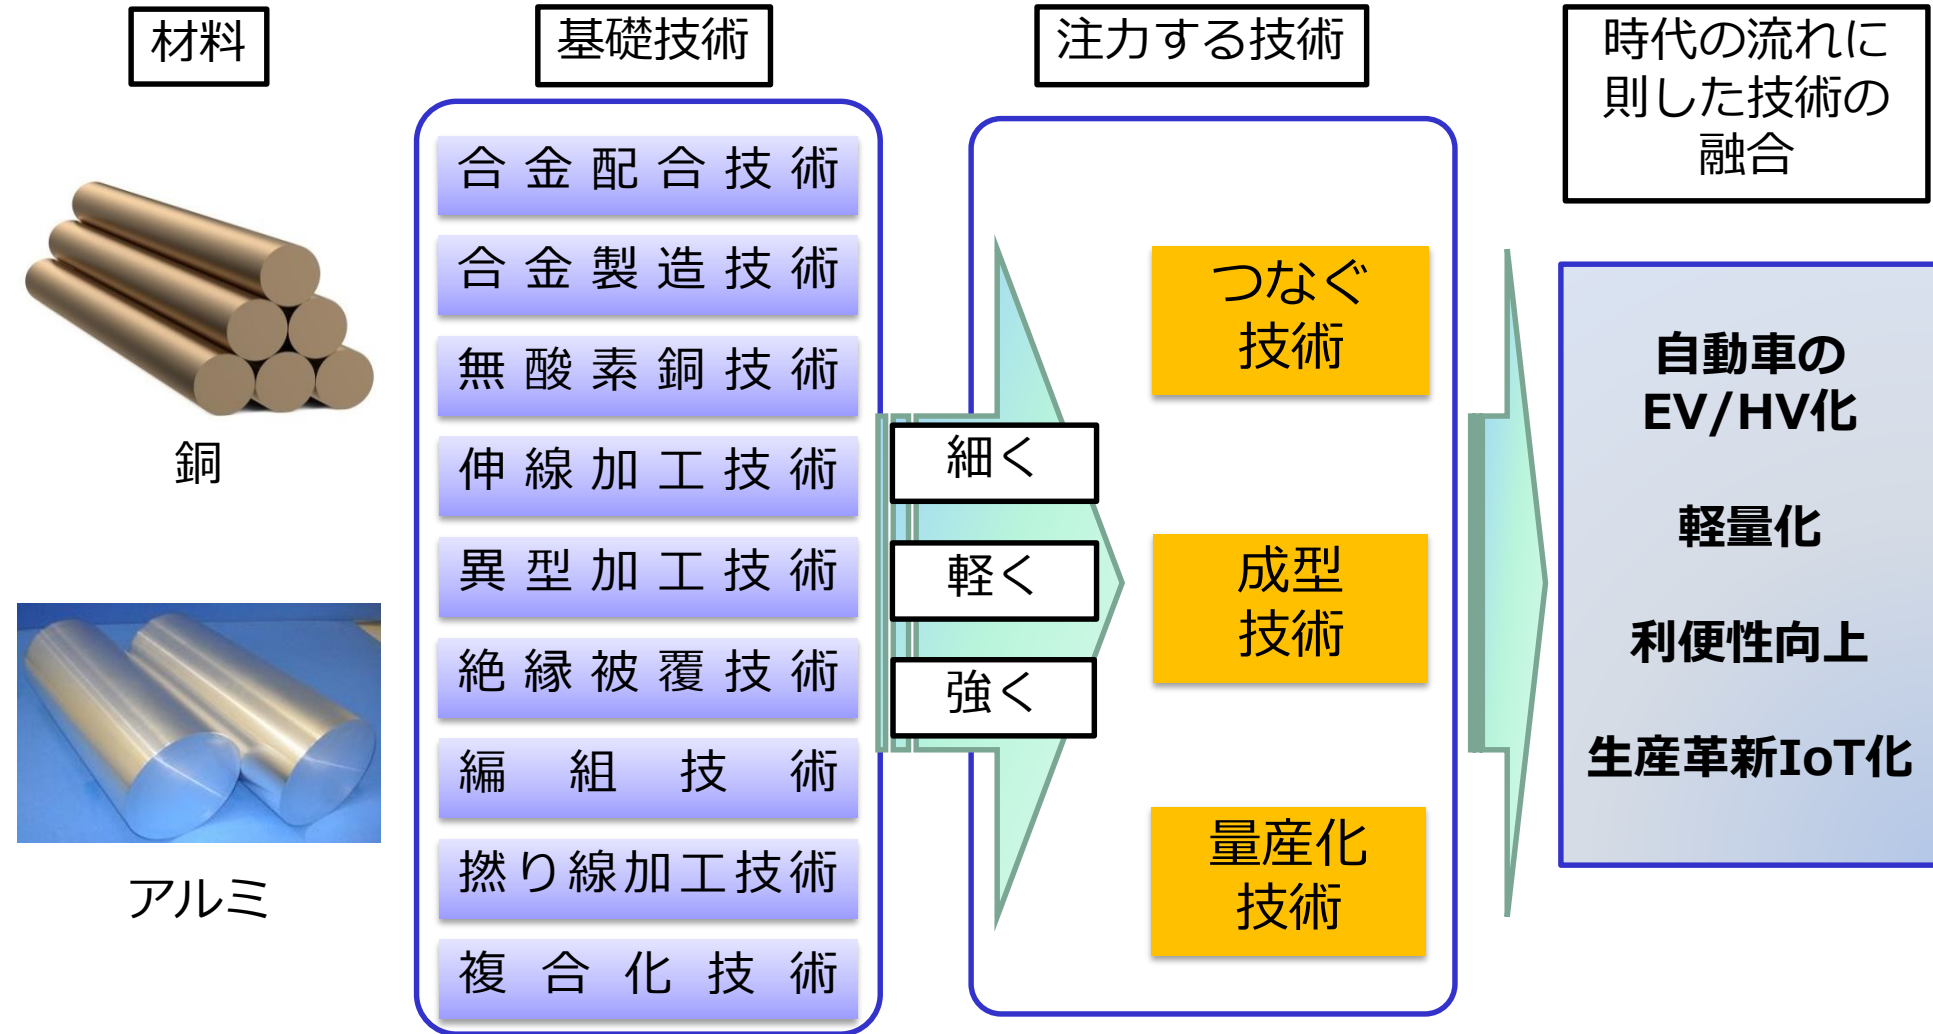 材料
銅
アルミ
基礎技術
合金配合技術
合金製造技術
無酸素銅技術
伸線加工技術
異型加工技術
絶縁被覆技術
編組技術
撚り線加工技術
複合化技術
細く
軽く
強く
注力する技術
つなぐ
技術
成型
技術
量産化
技術
時代の流れに
則した技術の
融合
自動車の
EV/HV化
軽量化
利便性向上
生産革新IoT化